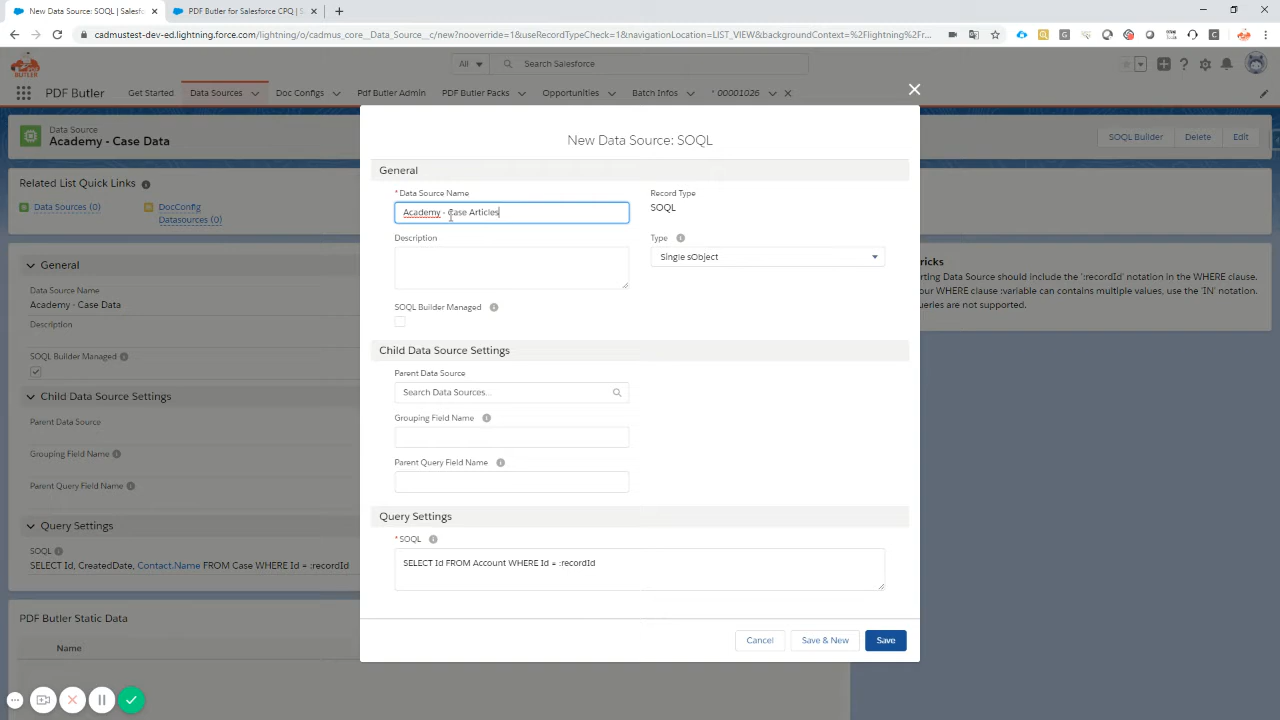 New Data Source: SOQL | Salesf
PDF Butler for Salesforce CPQ | S
cadmustest-dev-ed.lightning.force.com/lightning/o/cadmus_core__Data_Source__c/new?nooverride=1&useRecordTypeCheck=1&navigationLocation=LIST_VIEW&backgroundContext=%2Flightning%2Fr...
BUTLER
All
Search Salesforce
PDF Butler
Get Started
Data Sources
Doc Configs
Pdf Butler Admin
PDF Butler Packs
Opportunities
Batch Infos
* 00001026
Data Source
Academy - Case Data
SOQL Builder
Delete
Edit
Related List Quick Links
Data Sources (0)
DocConfig
Datasources (0)
General
Data Source Name
Academy - Case Data
Description
SOQL Builder Managed
Child Data Source Settings
Parent Data Source
Grouping Field Name
Parent Query Field Name
Query Settings
SOQL
SELECT Id, CreatedDate, Contact.Name FROM Case WHERE Id = :recordId
PDF Butler Static Data
Name
New Data Source: SOQL
General
* Data Source Name
Academy - Case Articles
Record Type
SOQL
Description
Type
Single sObject
SOQL Builder Managed
Child Data Source Settings
Parent Data Source
Search Data Sources...
Grouping Field Name
Parent Query Field Name
Query Settings
* SOQL
SELECT Id FROM Account WHERE Id = :recordId
Cancel
Save & New
Save
ricks
rting Data Source should include the ':recordId' notation in the WHERE clause.
our WHERE clause :variable can contains multiple values, use the 'IN' notation.
ueries are not supported.